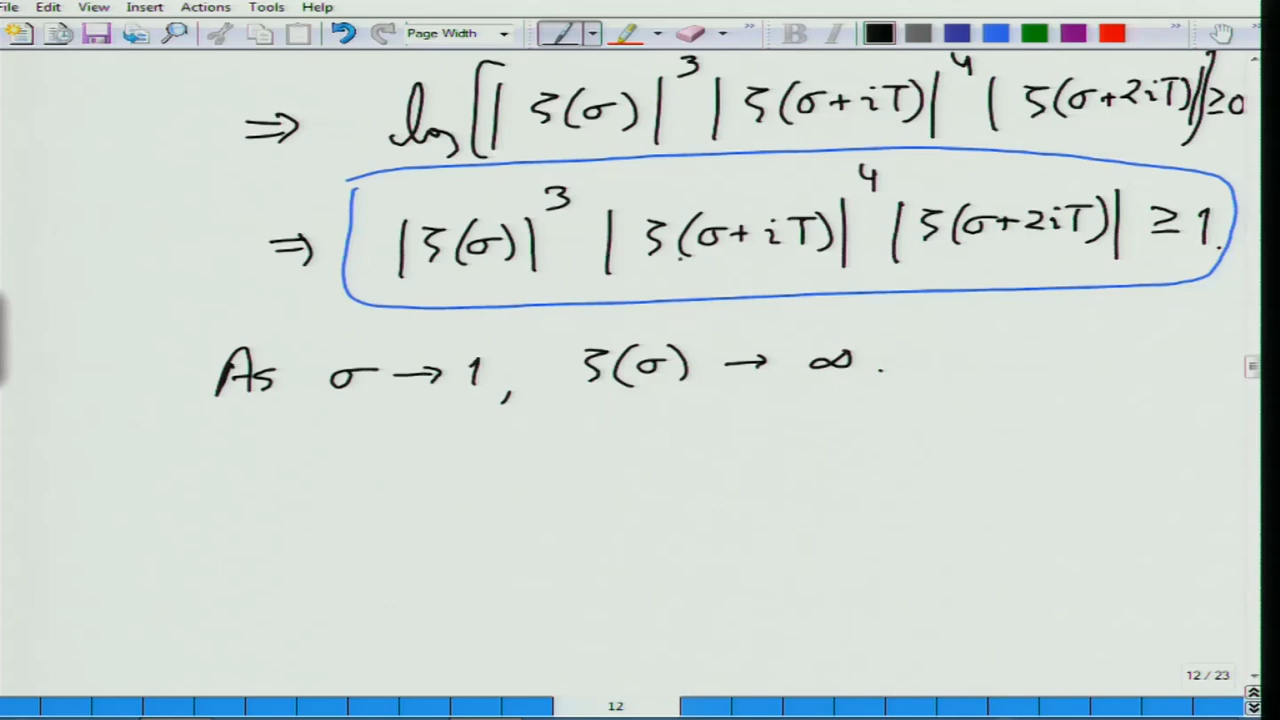 File Edit View Insert Actions Tools Help
Page Width
B I
⇒ log[|ζ(σ)|³ |ζ(σ+iT)|⁴ |ζ(σ+2iT)|] ≥0
⇒ |ζ(σ)|³ |ζ(σ+iT)|⁴ |ζ(σ+2iT)| ≥ 1.
As σ → 1, ζ(σ) → ∞.
12 / 23
12